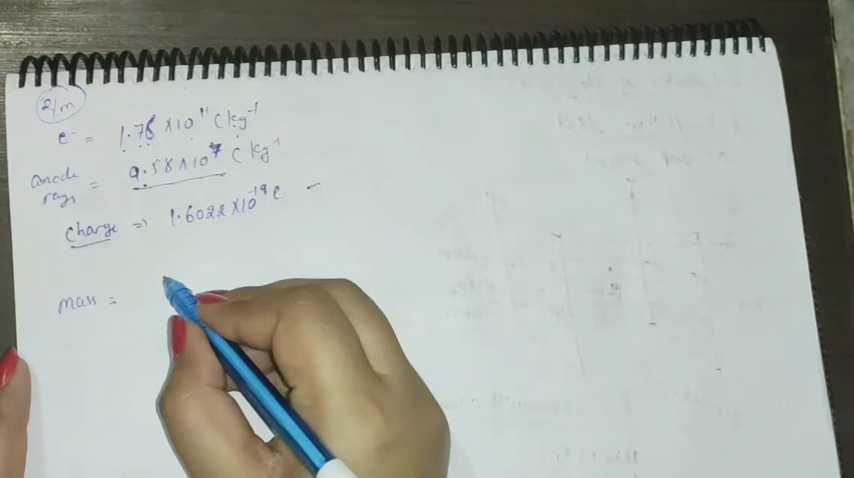 e/m
e⁻ = 1.76 × 10¹¹ C kg⁻¹
anode rays = 9.58 × 10⁷ C kg⁻¹
charge ⇒ 1.6022 × 10⁻¹⁹ C.
mass =